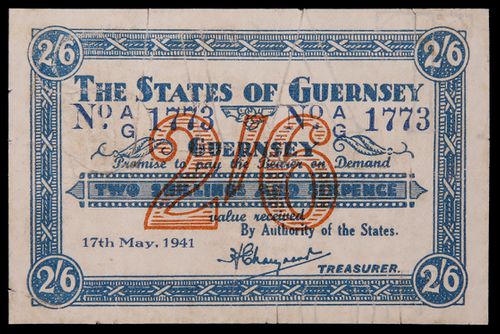 2/6 2/6
THE STATES OF GUERNSEY
No A/G 1773 No A/G 1773
2/6
GUERNSEY
Promise to pay the Bearer on Demand
TWO SHILLINGS AND SIXPENCE
value received
By Authority of the States.
17th May, 1941
TREASURER.
2/6 2/6